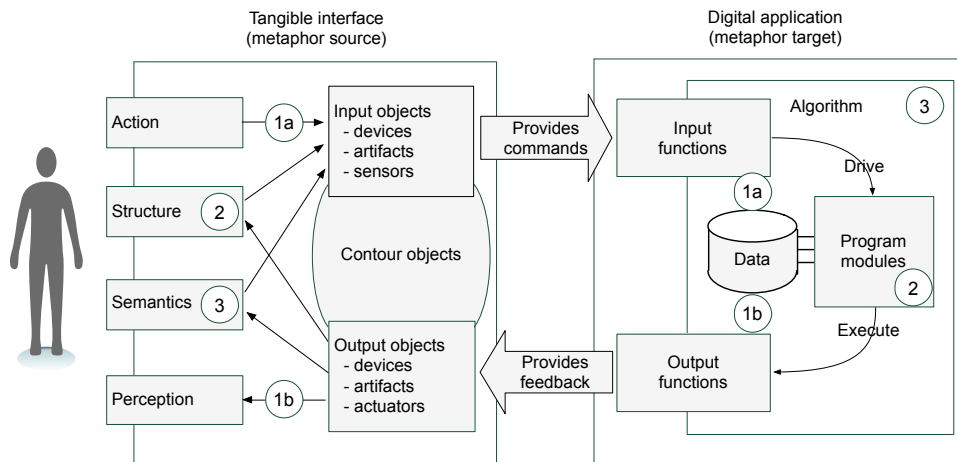 Tangible interface
(metaphor source)
Digital application
(metaphor target)
Action
1a
Input objects
- devices
- artifacts
- sensors
Provides
commands
Input
functions
Algorithm
3
Drive
Structure
2
1a
Contour objects
Data
Program
modules
2
Semantics
3
1b
Execute
Output objects
- devices
- artifacts
- actuators
Provides
feedback
Output
functions
Perception
1b